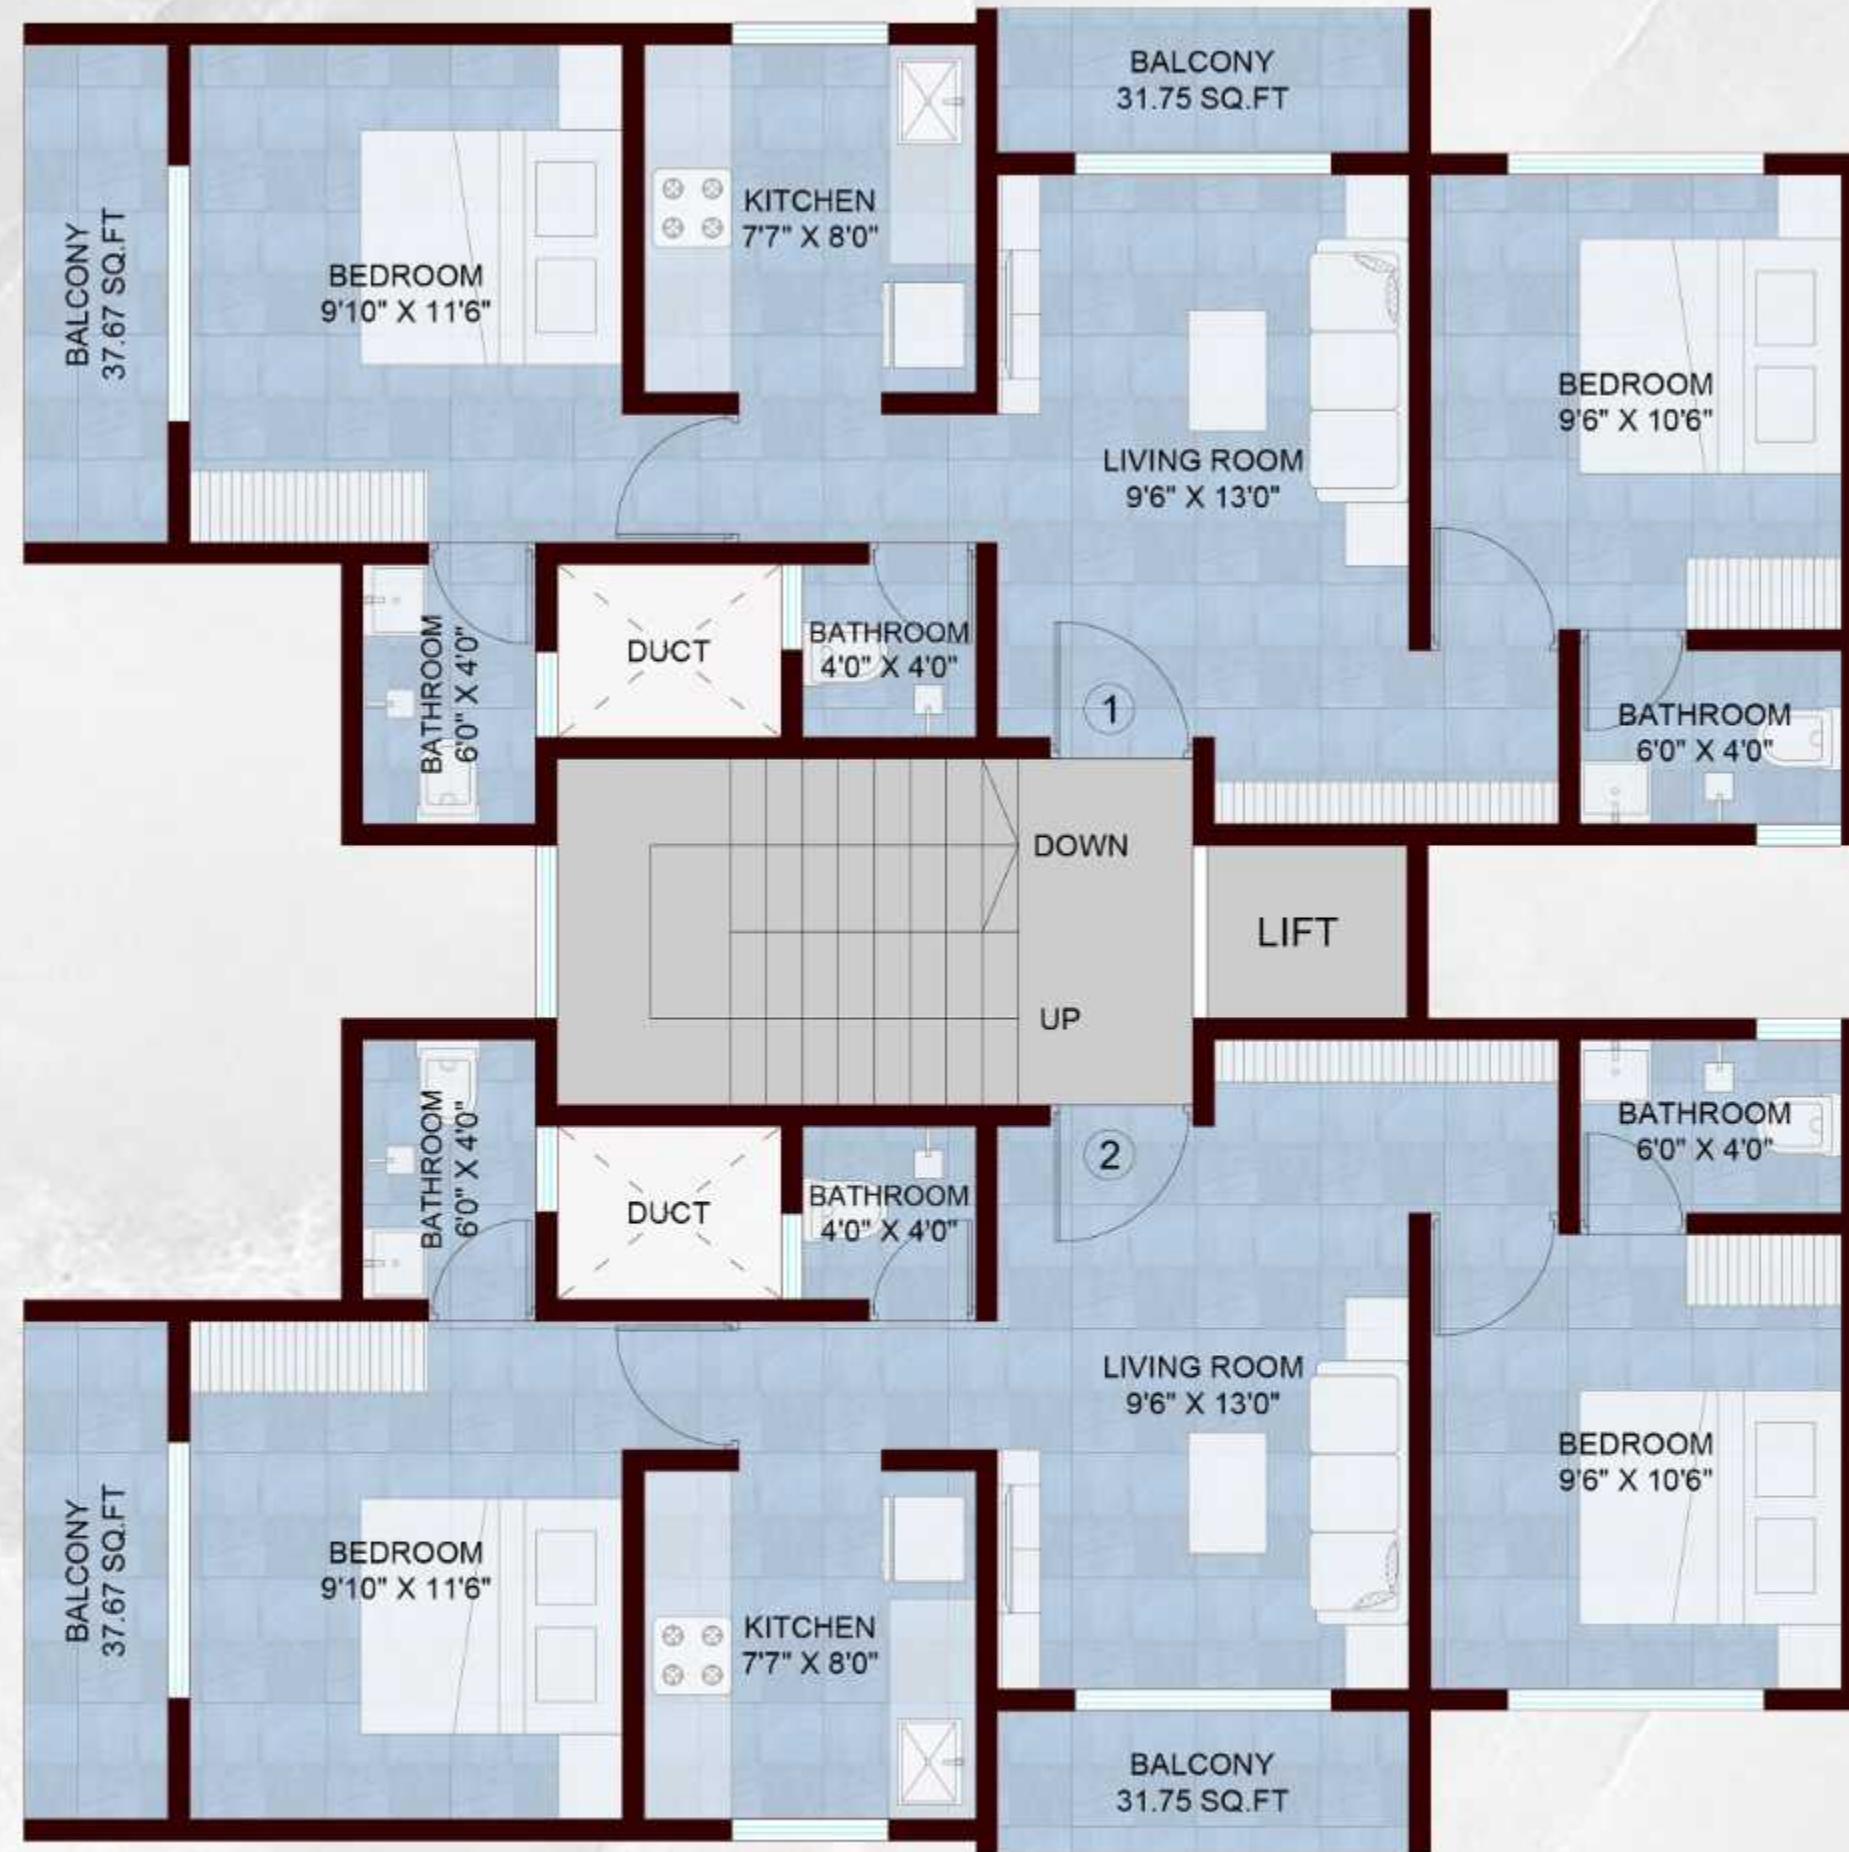 BALCONY
31.75 SQ.FT
BALCONY
37.67 SQ.FT
BEDROOM
9'10" X 11'6"
KITCHEN
7'7" X 8'0"
LIVING ROOM
9'6" X 13'0"
BEDROOM
9'6" X 10'6"
BATHROOM
6'0" X 4'0"
DUCT
BATHROOM
4'0" X 4'0"
1
BATHROOM
6'0" X 4'0"
DOWN
LIFT
UP
BATHROOM
6'0" X 4'0"
DUCT
BATHROOM
4'0" X 4'0"
2
BATHROOM
6'0" X 4'0"
LIVING ROOM
9'6" X 13'0"
BEDROOM
9'6" X 10'6"
BALCONY
37.67 SQ.FT
BEDROOM
9'10" X 11'6"
KITCHEN
7'7" X 8'0"
BALCONY
31.75 SQ.FT